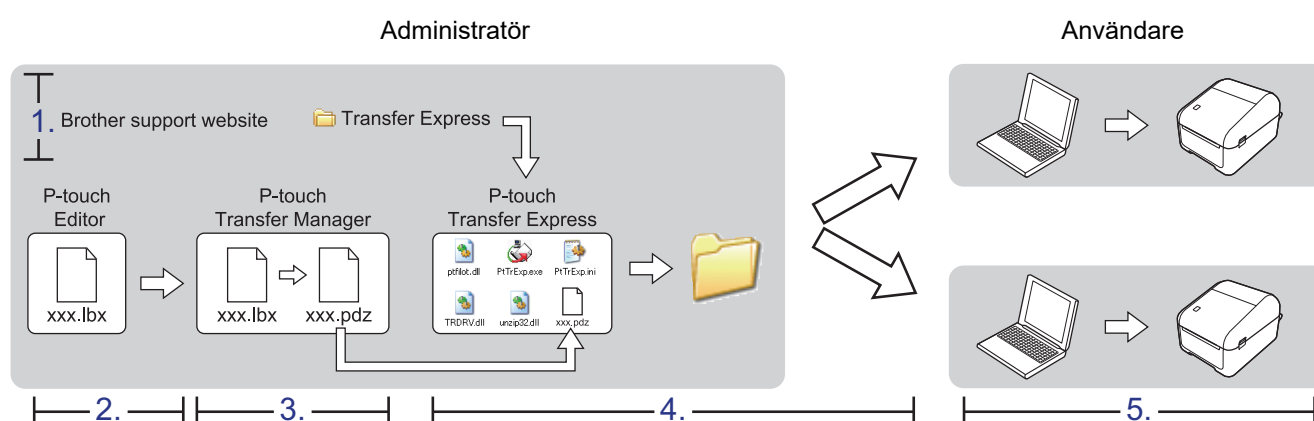 Administratör
Användare
1. Brother support website
Transfer Express
P-touch
Editor
xxx.lbx
P-touch
Transfer Manager
xxx.lbx
xxx.pdz
P-touch
Transfer Express
ptfilot.dll
PtTrExp.exe
PtTrExp.ini
TRDRV.dll
unzip32.dll
xxx.pdz
2.
3.
4.
5.